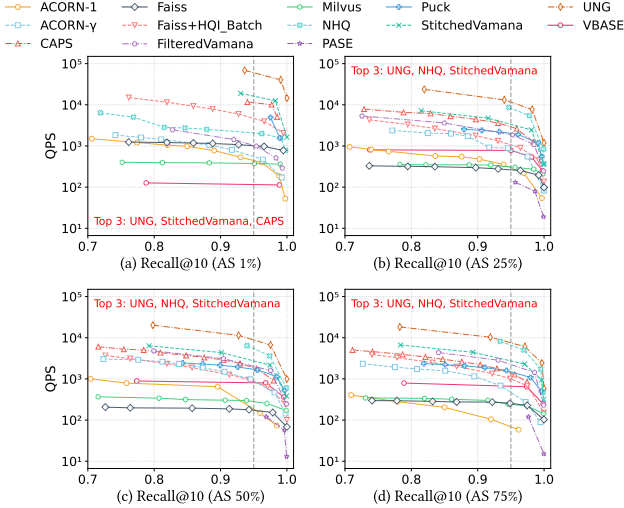 ACORN-1 Faiss Milvus Puck UNG
ACORN-γ Faiss+HQI_Batch NHQ StitchedVamana VBASE
CAPS FilteredVamana PASE
10⁵
10⁴
10³
10²
10¹
QPS
Top 3: UNG, StitchedVamana, CAPS
0.7 0.8 0.9 1.0
(a) Recall@10 (AS 1%)
10⁵
10⁴
10³
10²
10¹
Top 3: UNG, NHQ, StitchedVamana
0.7 0.8 0.9 1.0
(b) Recall@10 (AS 25%)
10⁵
10⁴
10³
10²
10¹
QPS
Top 3: UNG, NHQ, StitchedVamana
0.7 0.8 0.9 1.0
(c) Recall@10 (AS 50%)
10⁵
10⁴
10³
10²
10¹
Top 3: UNG, NHQ, StitchedVamana
0.7 0.8 0.9 1.0
(d) Recall@10 (AS 75%)